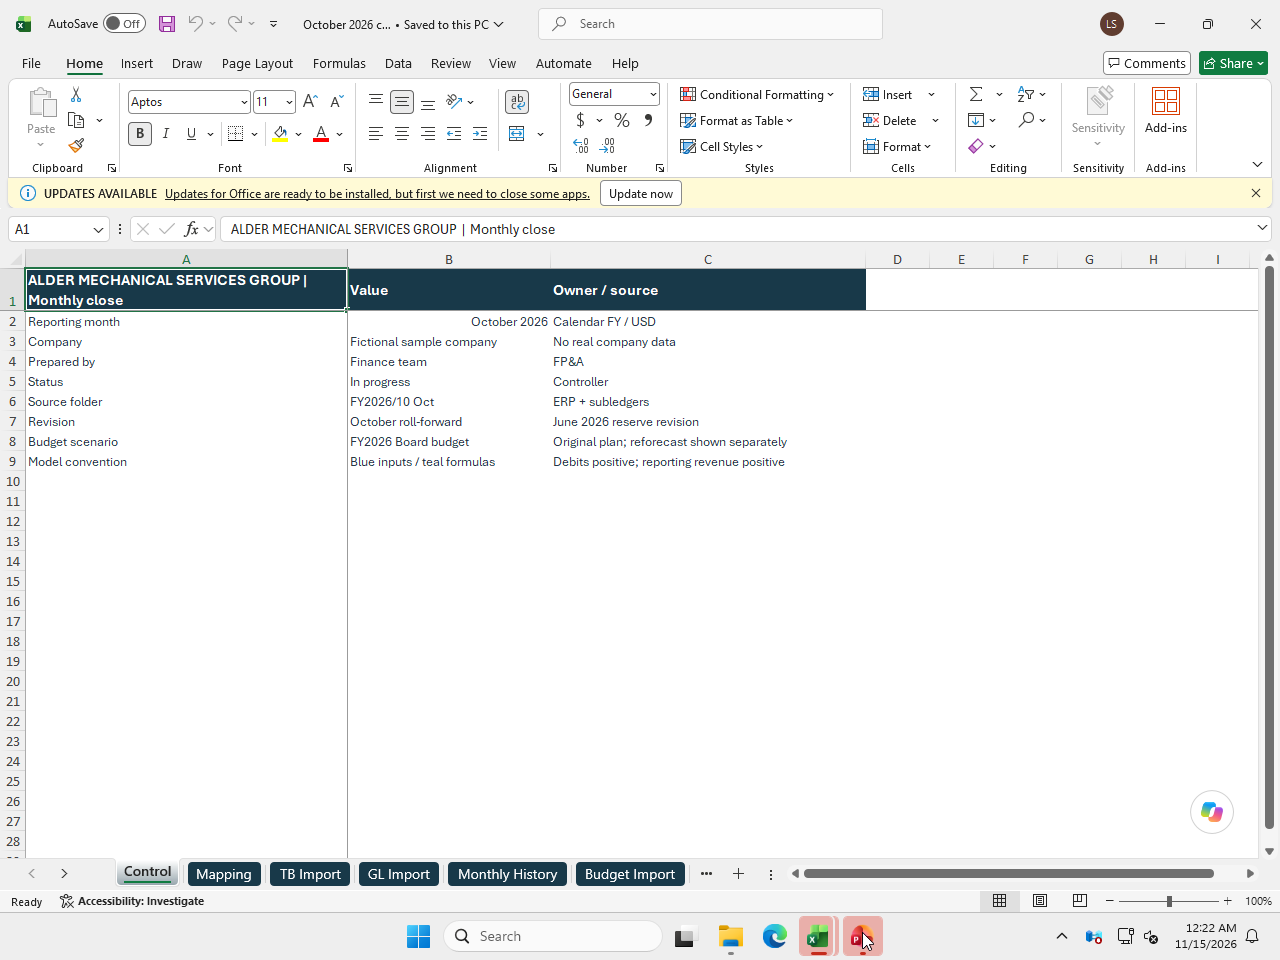 AutoSave Off October 2026 c... • Saved to this PC Search LS
File Home Insert Draw Page Layout Formulas Data Review View Automate Help Comments Share
Paste Aptos 11 General Conditional Formatting Insert
Format as Table Delete Sensitivity Add-ins
Cell Styles Format
Clipboard Font Alignment Number Styles Cells Editing Sensitivity Add-ins
UPDATES AVAILABLE Updates for Office are ready to be installed, but first we need to close some apps. Update now
A1 fx ALDER MECHANICAL SERVICES GROUP | Monthly close
A B C D E F G H I
1 ALDER MECHANICAL SERVICES GROUP | Monthly close Value Owner / source
2 Reporting month October 2026 Calendar FY / USD
3 Company Fictional sample company No real company data
4 Prepared by Finance team FP&A
5 Status In progress Controller
6 Source folder FY2026/10 Oct ERP + subledgers
7 Revision October roll-forward June 2026 reserve revision
8 Budget scenario FY2026 Board budget Original plan; reforecast shown separately
9 Model convention Blue inputs / teal formulas Debits positive; reporting revenue positive
10
11
12
13
14
15
16
17
18
19
20
21
22
23
24
25
26
27
28
Control Mapping TB Import GL Import Monthly History Budget Import
Ready Accessibility: Investigate 100%
Search 12:22 AM
11/15/2026